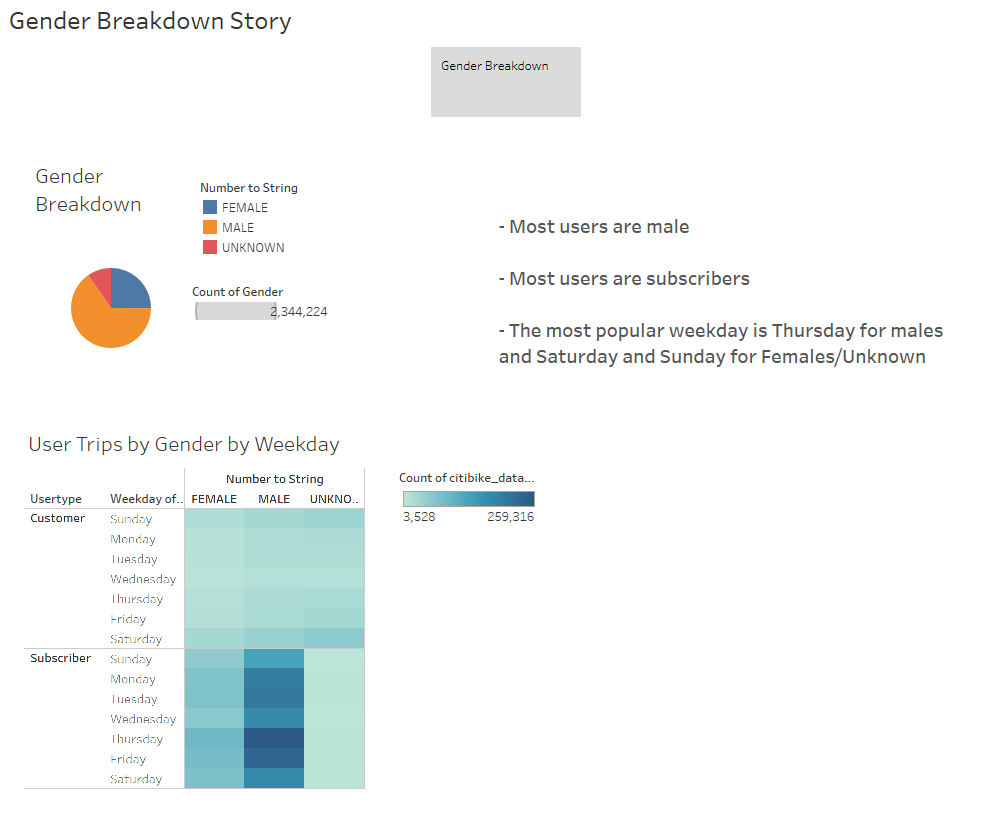 Gender Breakdown Story
Gender Breakdown
Gender
Breakdown
Number to String
FEMALE
MALE
UNKNOWN
Count of Gender
2,344,224
- Most users are male
- Most users are subscribers
- The most popular weekday is Thursday for males
and Saturday and Sunday for Females/Unknown
User Trips by Gender by Weekday
Number to String
Usertype Weekday of.. FEMALE MALE UNKNO..
Customer Sunday
Monday
Tuesday
Wednesday
Thursday
Friday
Saturday
Subscriber Sunday
Monday
Tuesday
Wednesday
Thursday
Friday
Saturday
Count of citibike_data...
3,528 259,316